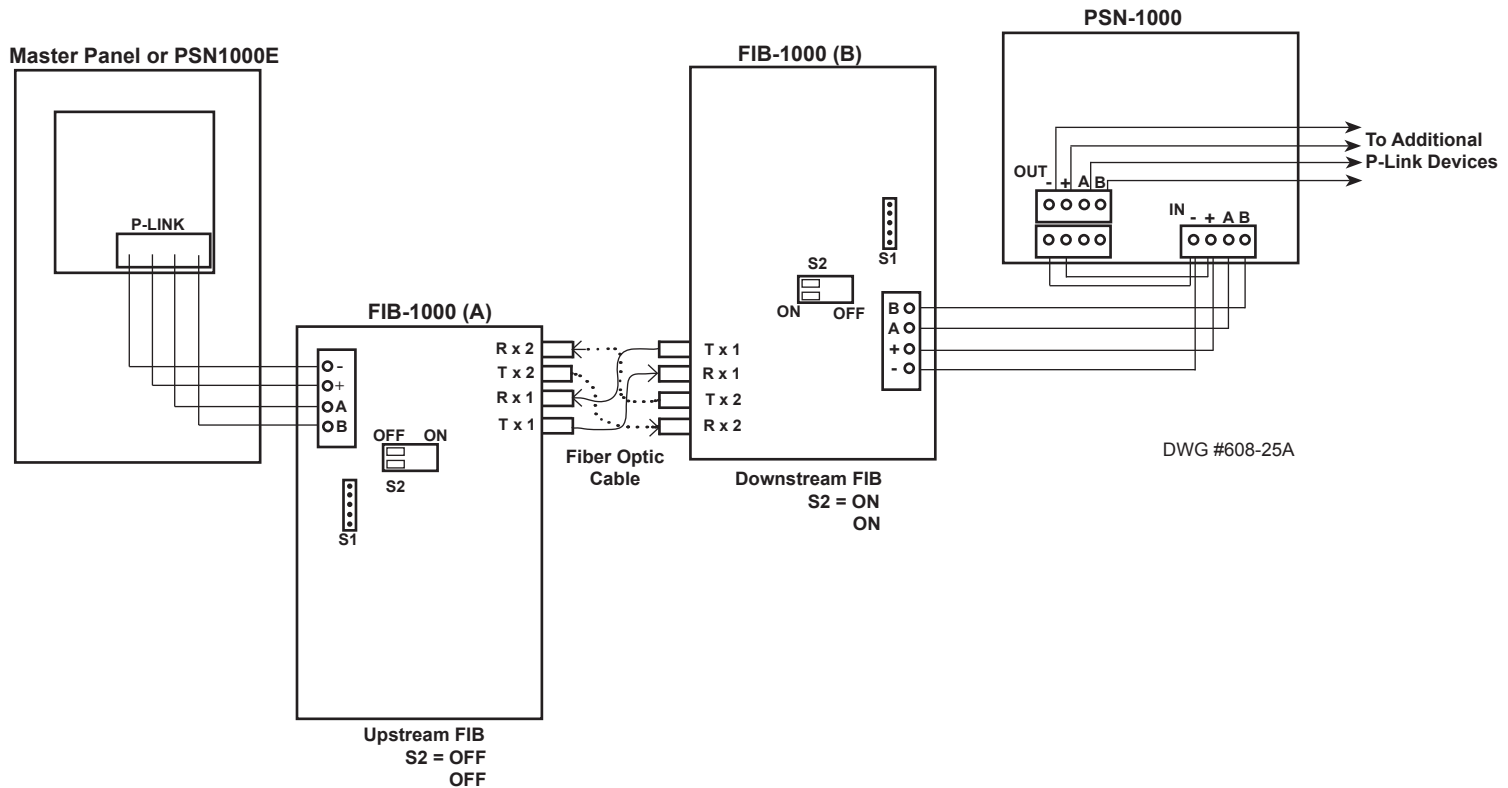 PSN-1000
Master Panel or PSN1000E
FIB-1000 (B)
To Additional
P-Link Devices
OUT
- + A B
P-LINK
IN
- + A B
S1
S2
ON OFF
B
A
+
-
FIB-1000 (A)
-
+
A
B
OFF ON
S2
S1
R x 2
T x 2
R x 1
T x 1
T x 1
R x 1
T x 2
R x 2
Fiber Optic
Cable
Downstream FIB
S2 = ON
ON
DWG #608-25A
Upstream FIB
S2 = OFF
OFF